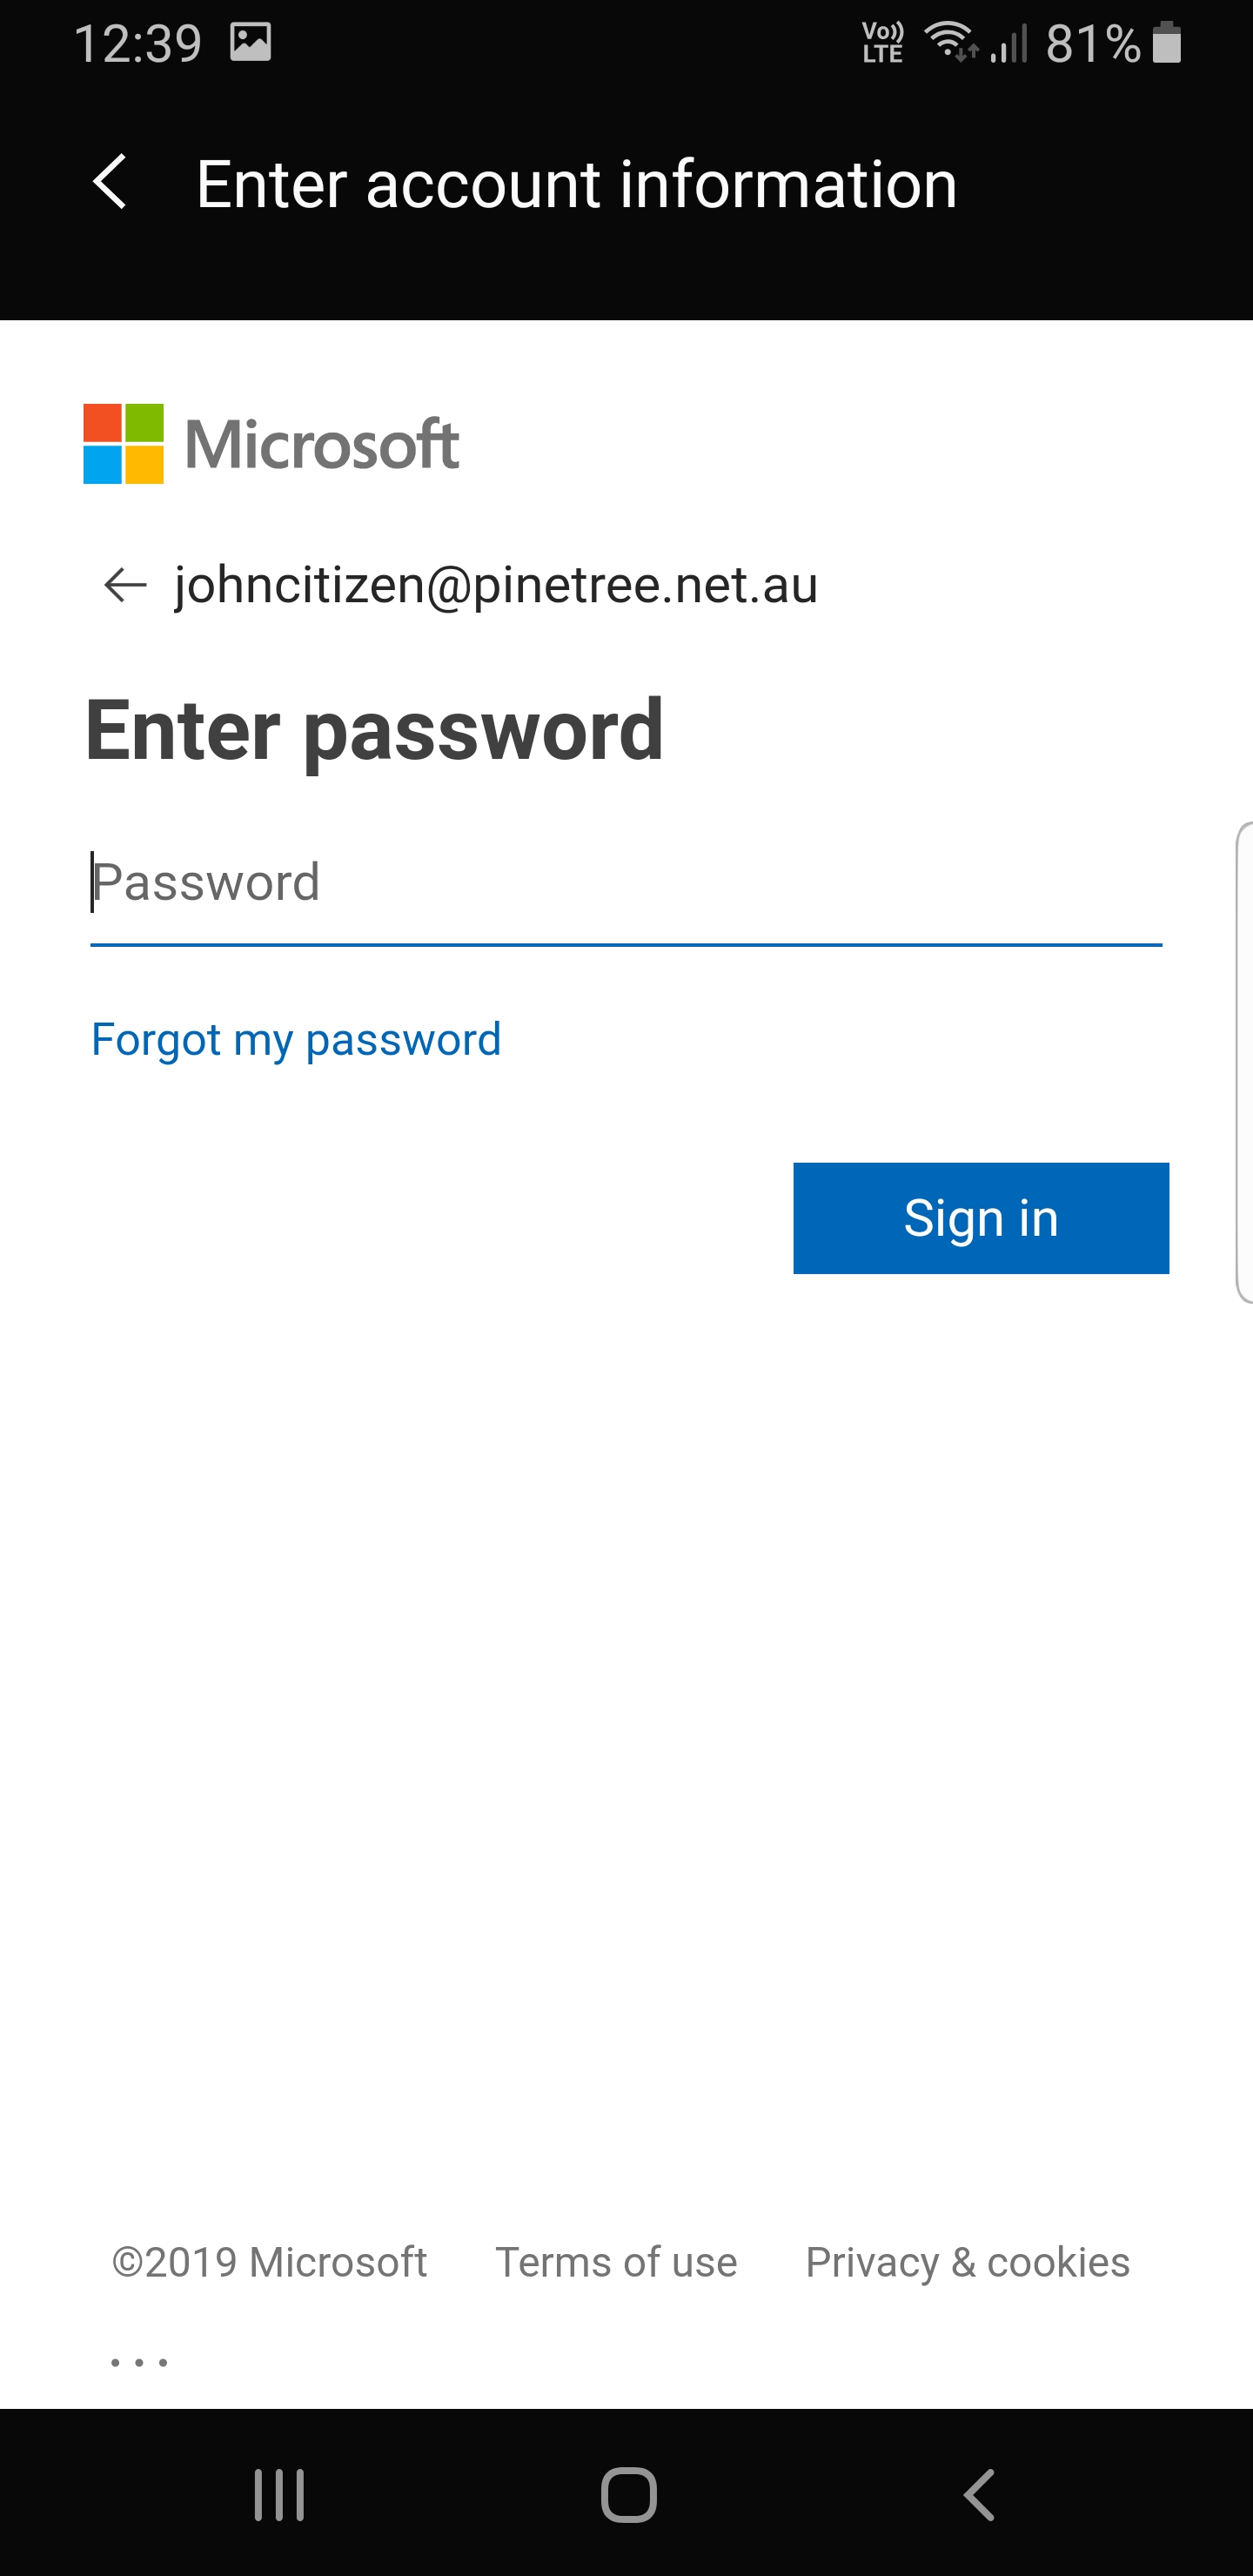 12:39 Vo)) LTE 81%
Enter account information
Microsoft
johncitizen@pinetree.net.au
Enter password
Password
Forgot my password
Sign in
©2019 Microsoft Terms of use Privacy & cookies
...